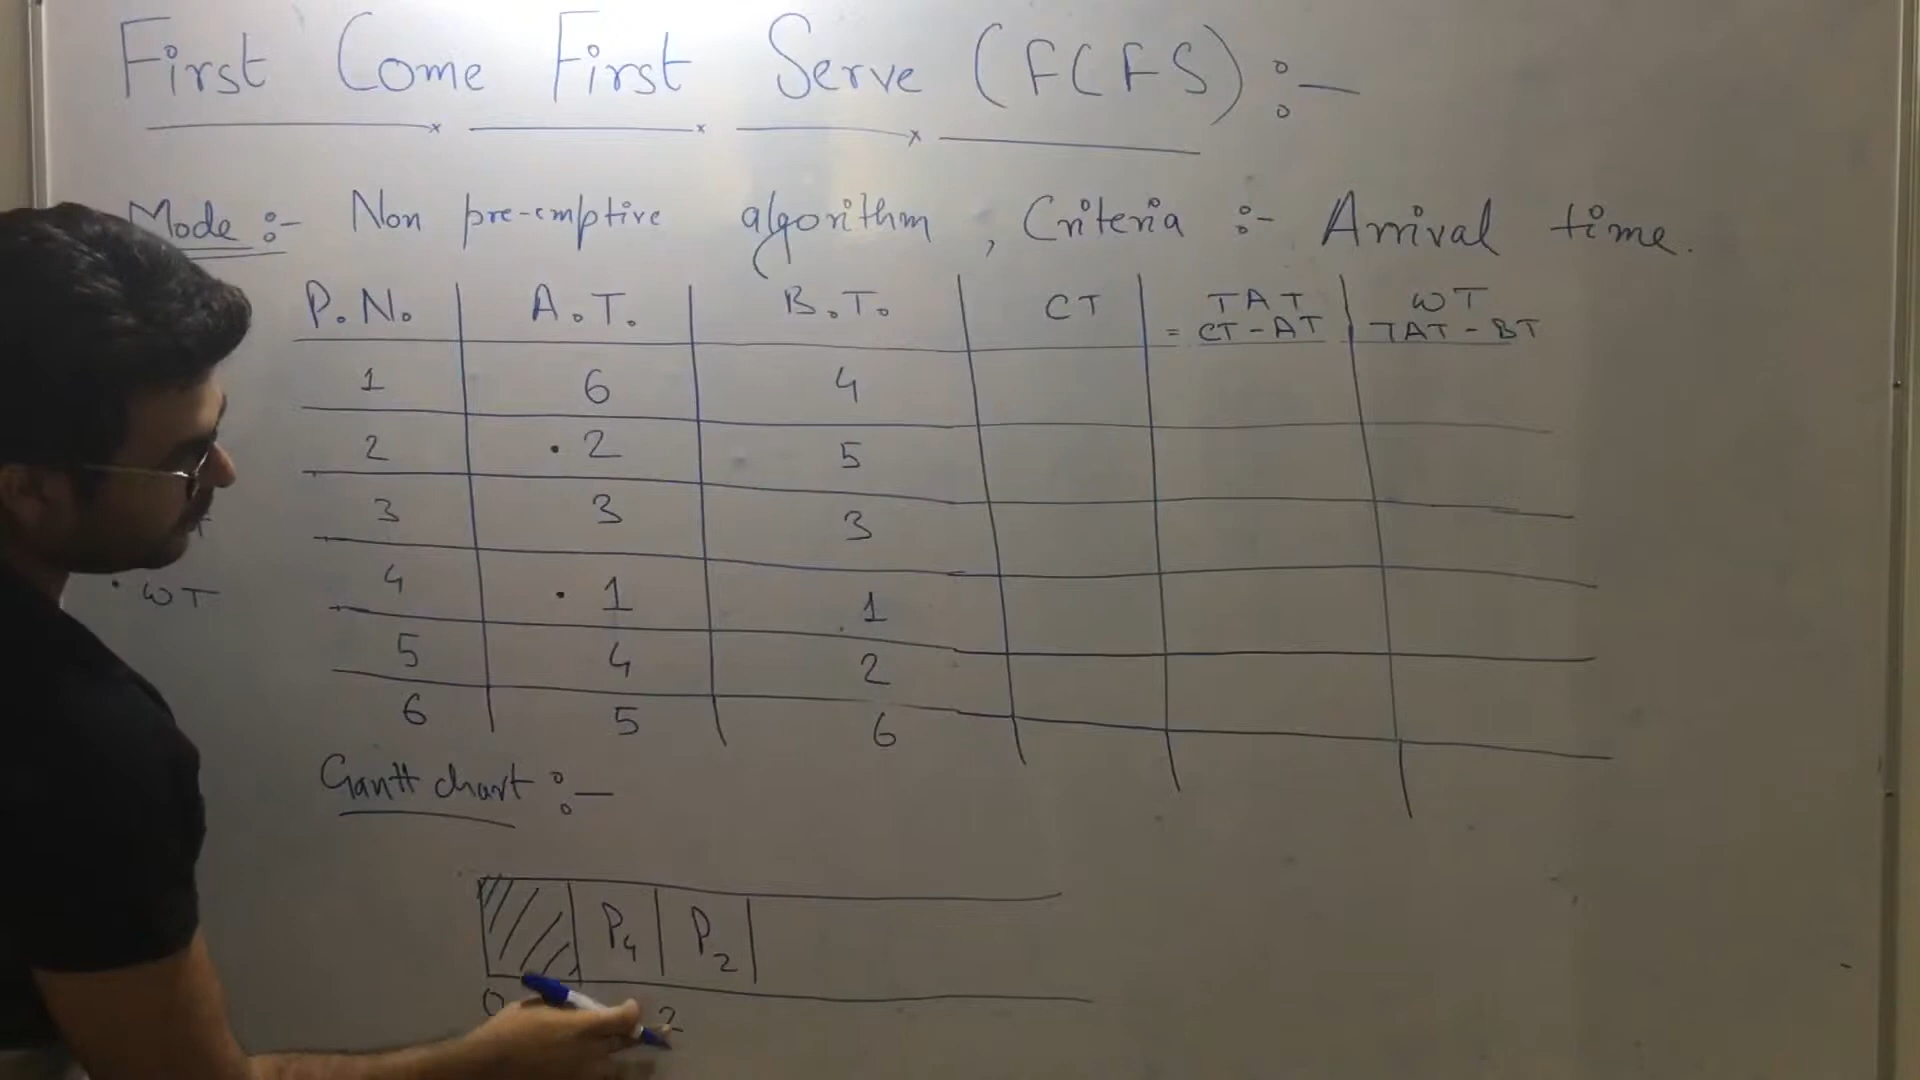 First Come First Serve (FCFS) :-
Mode :- Non pre-emptive algorithm, Criteria :- Arrival time.
P.N. A.T. B.T. CT TAT = CT - AT WT TAT - BT
1 6 4
2 2 5
3 3 3
4 1 1
5 4 2
6 5 6
• WT
Gantt chart :-
P4 P2
0 2